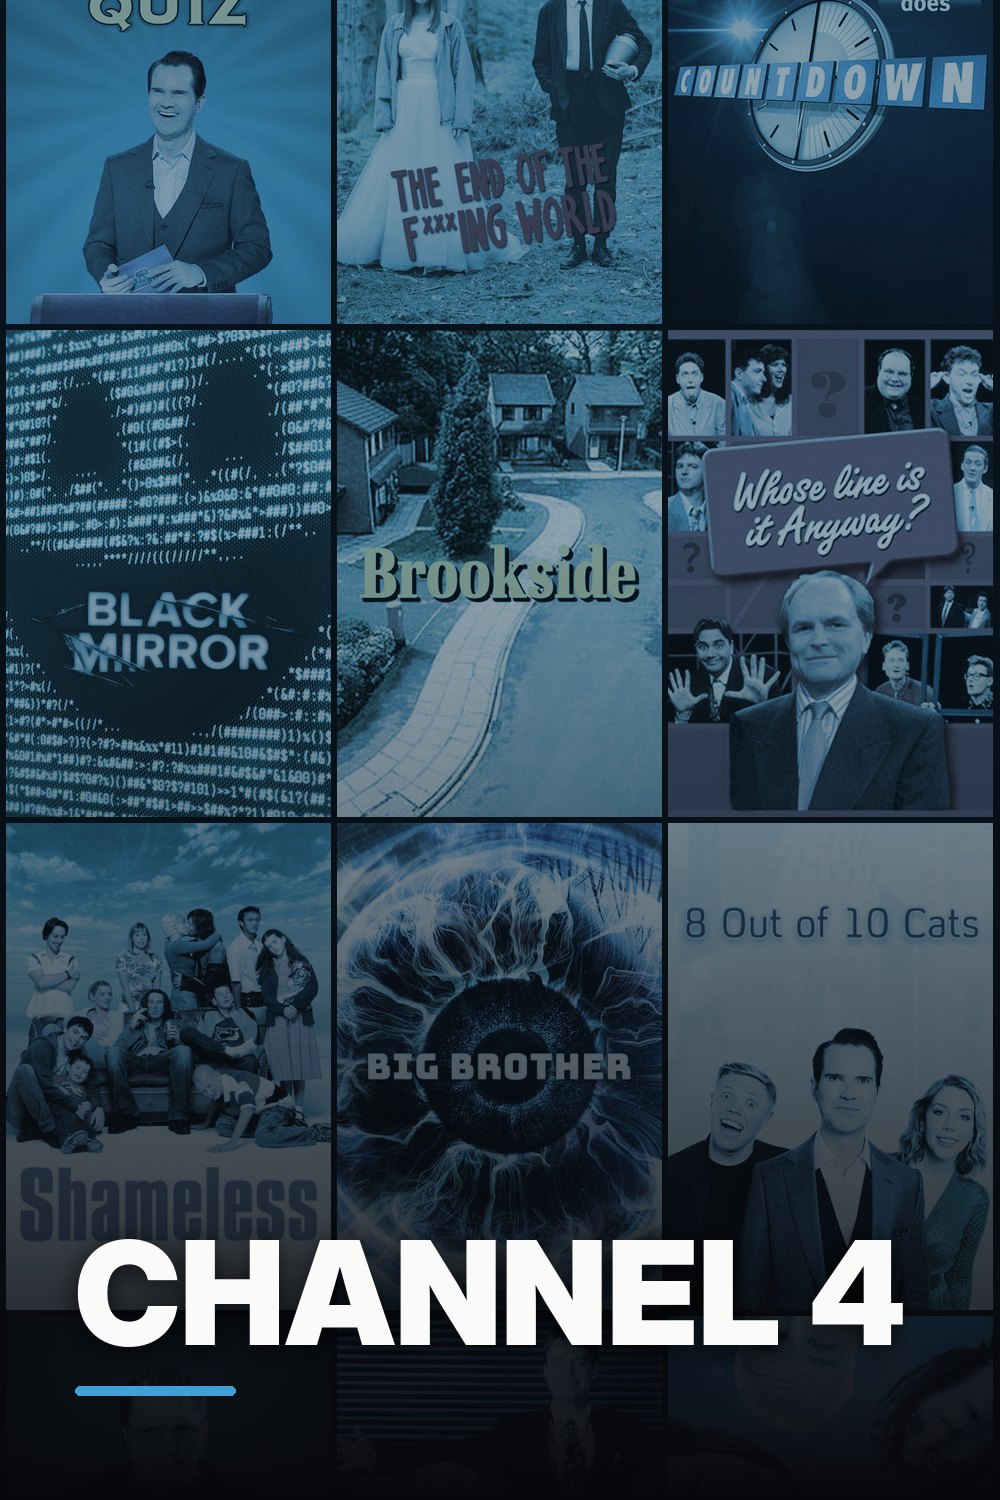 QUIZ
THE END OF THE
F***ING WORLD
does
COUNTDOWN
BLACK
MIRROR
Brookside
Whose line is
it Anyway?
?
?
?
?
Shameless
BIG BROTHER
8 Out of 10 Cats
CHANNEL 4